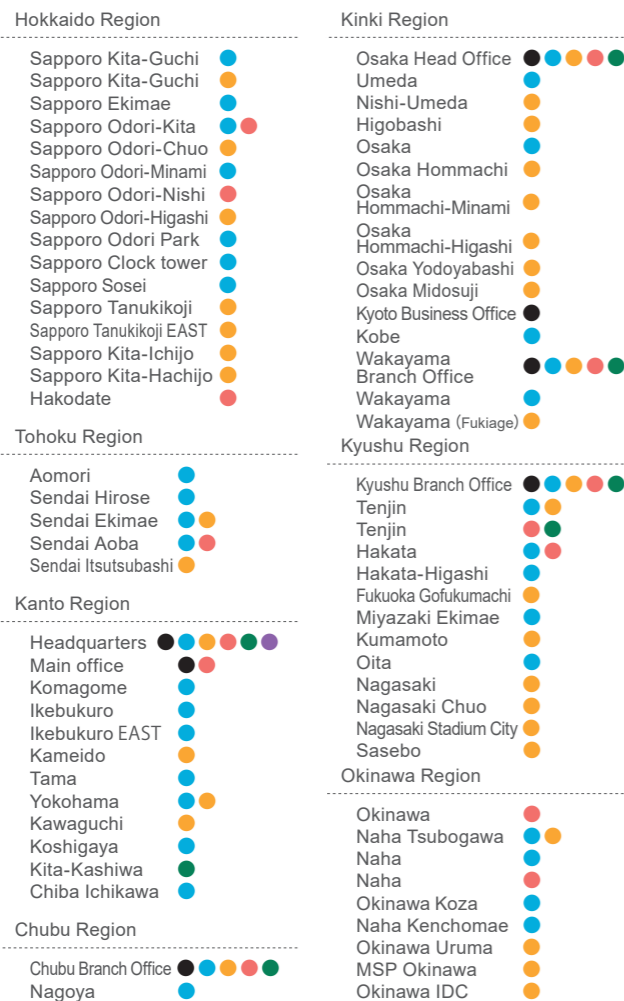 Hokkaido Region
Sapporo Kita-Guchi
Sapporo Kita-Guchi
Sapporo Ekimae
Sapporo Odori-Kita
Sapporo Odori-Chuo
Sapporo Odori-Minami
Sapporo Odori-Nishi
Sapporo Odori-Higashi
Sapporo Odori Park
Sapporo Clock tower
Sapporo Sosei
Sapporo Tanukikoji
Sapporo Tanukikoji EAST
Sapporo Kita-Ichijo
Sapporo Kita-Hachijo
Hakodate
Tohoku Region
Aomori
Sendai Hirose
Sendai Ekimae
Sendai Aoba
Sendai Itsutsubashi
Kanto Region
Headquarters
Main office
Komagome
Ikebukuro
Ikebukuro EAST
Kameido
Tama
Yokohama
Kawaguchi
Koshigaya
Kita-Kashiwa
Chiba Ichikawa
Chubu Region
Chubu Branch Office
Nagoya
Kinki Region
Osaka Head Office
Umeda
Nishi-Umeda
Higobashi
Osaka
Osaka Hommachi
Osaka
Hommachi-Minami
Osaka
Hommachi-Higashi
Osaka Yodoyabashi
Osaka Midosuji
Kyoto Business Office
Kobe
Wakayama
Branch Office
Wakayama
Wakayama (Fukiage)
Kyushu Region
Kyushu Branch Office
Tenjin
Tenjin
Hakata
Hakata-Higashi
Fukuoka Gofukumachi
Miyazaki Ekimae
Kumamoto
Oita
Nagasaki
Nagasaki Chuo
Nagasaki Stadium City
Sasebo
Okinawa Region
Okinawa
Naha Tsubogawa
Naha
Naha
Okinawa Koza
Naha Kenchomae
Okinawa Uruma
MSP Okinawa
Okinawa IDC